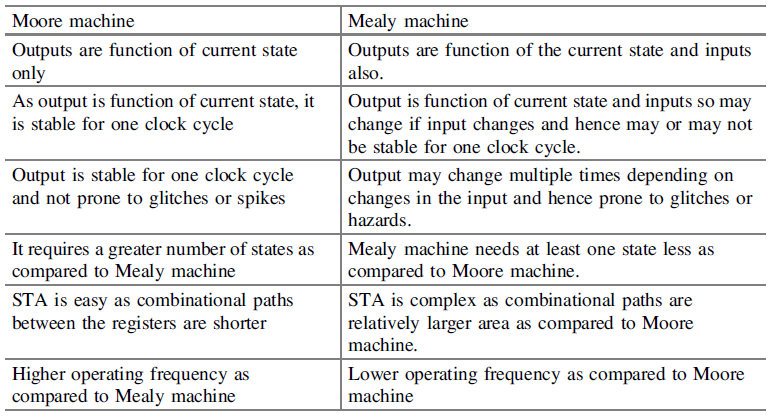 Moore machine
Mealy machine
Outputs are function of current state
only
Outputs are function of the current state and inputs
also.
As output is function of current state, it
is stable for one clock cycle
Output is function of current state and inputs so may
change if input changes and hence may or may not
be stable for one clock cycle.
Output is stable for one clock cycle
and not prone to glitches or spikes
Output may change multiple times depending on
changes in the input and hence prone to glitches or
hazards.
It requires a greater number of states as
compared to Mealy machine
Mealy machine needs at least one state less as
compared to Moore machine.
STA is easy as combinational paths
between the registers are shorter
STA is complex as combinational paths are
relatively larger area as compared to Moore
machine.
Higher operating frequency as
compared to Mealy machine
Lower operating frequency as compared to Moore
machine